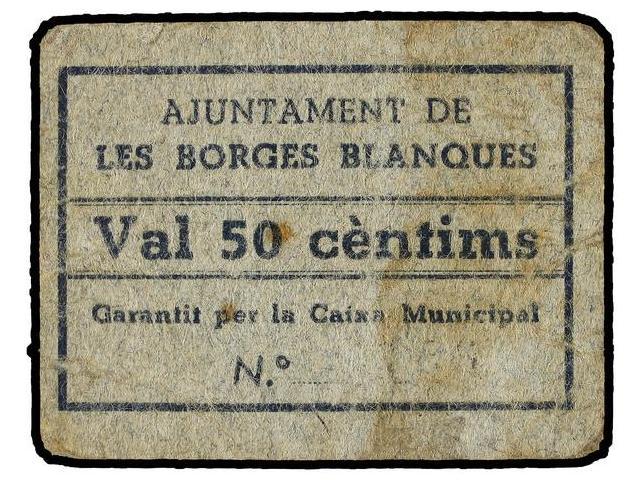 AJUNTAMENT DE
LES BORGES BLANQUES
Val 50 cèntims
Garantit per la Caixa Municipal
N.º